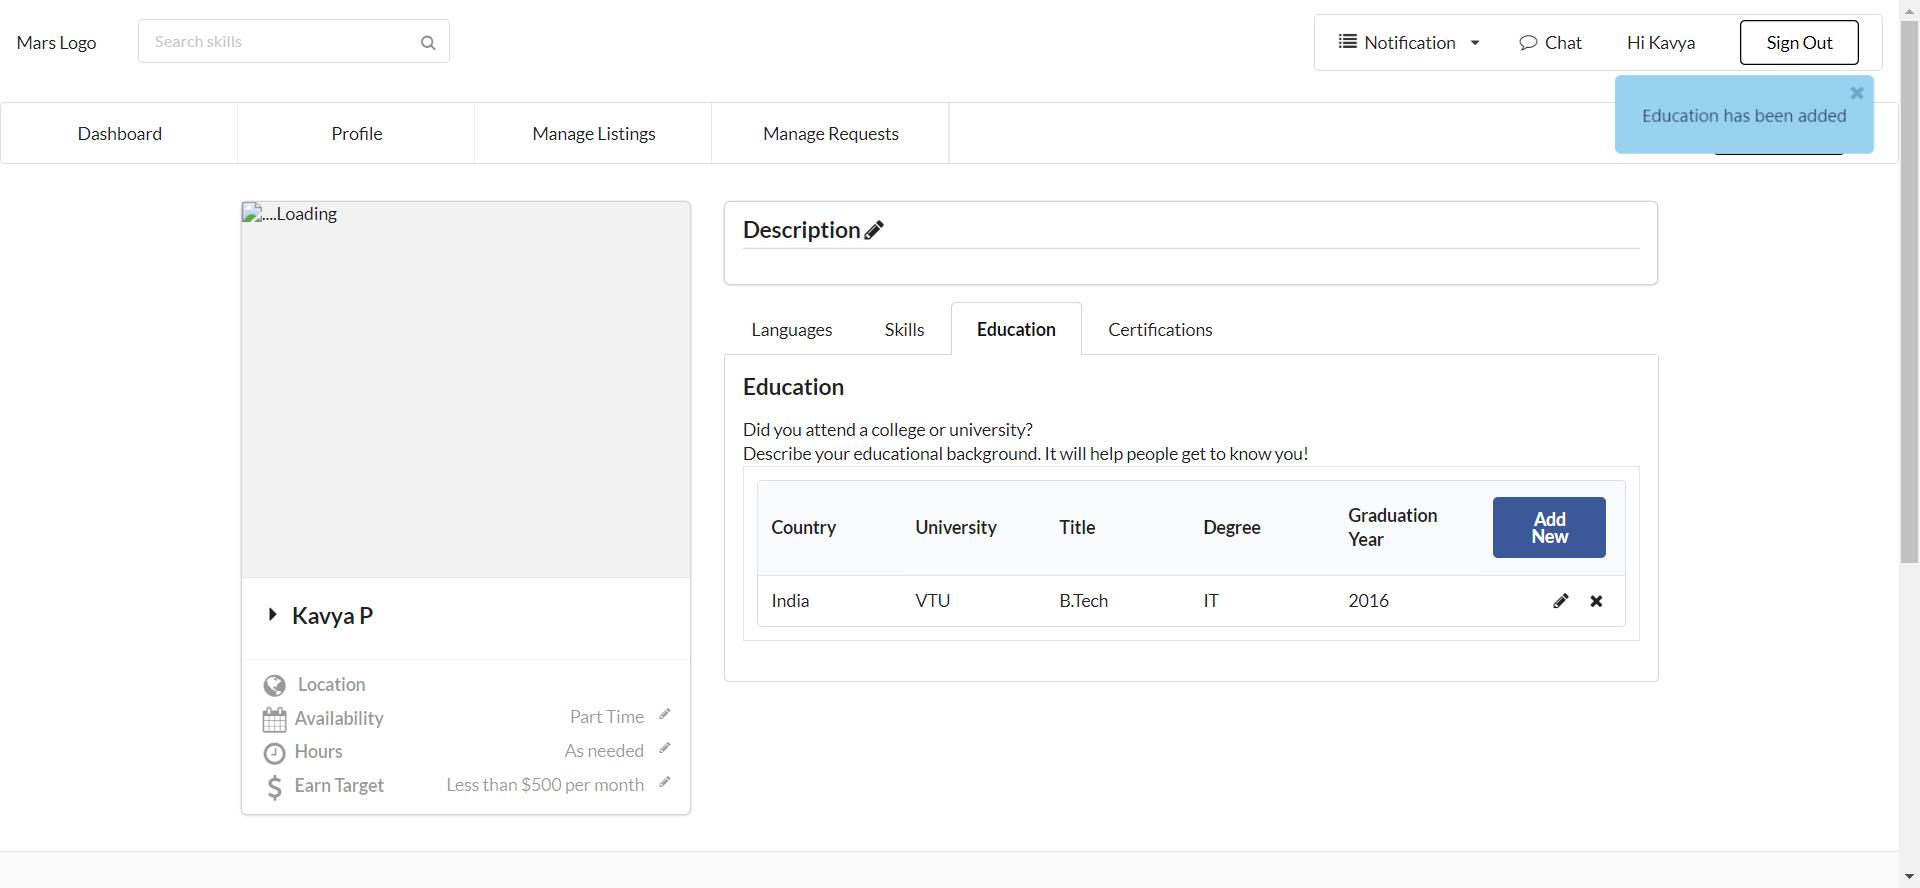 Mars Logo
Search skills
Notification
Chat
Hi Kavya
Sign Out
Education has been added
Dashboard
Profile
Manage Listings
Manage Requests
....Loading
Kavya P
Location
Availability
Part Time
Hours
As needed
Earn Target
Less than $500 per month
Description
Languages
Skills
Education
Certifications
Education
Did you attend a college or university?
Describe your educational background. It will help people get to know you!
Country
University
Title
Degree
Graduation
Year
Add
New
India
VTU
B.Tech
IT
2016